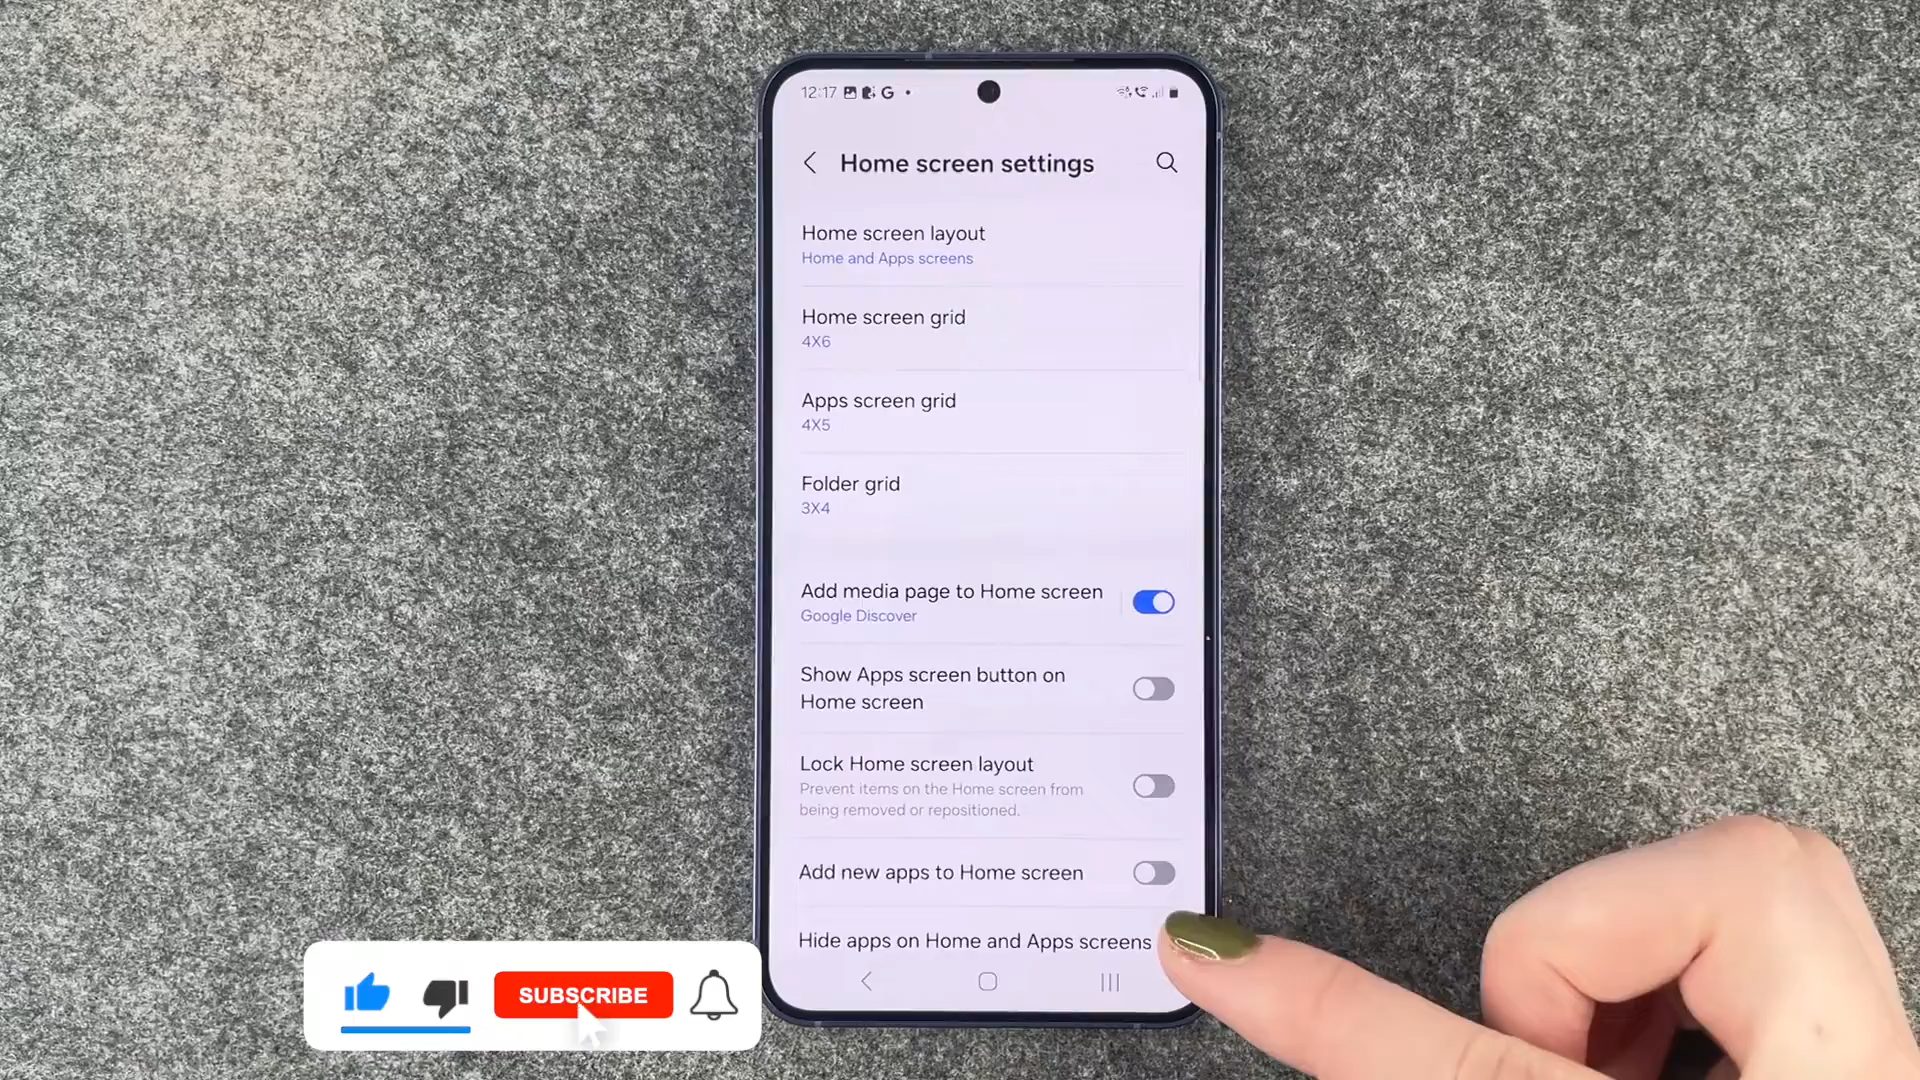 12:17
Home screen settings
Home screen layout
Home and Apps screens
Home screen grid
4X6
Apps screen grid
4X5
Folder grid
3X4
Add media page to Home screen
Google Discover
Show Apps screen button on
Home screen
Lock Home screen layout
Prevent items on the Home screen from
being removed or repositioned.
Add new apps to Home screen
Hide apps on Home and Apps screens
SUBSCRIBE